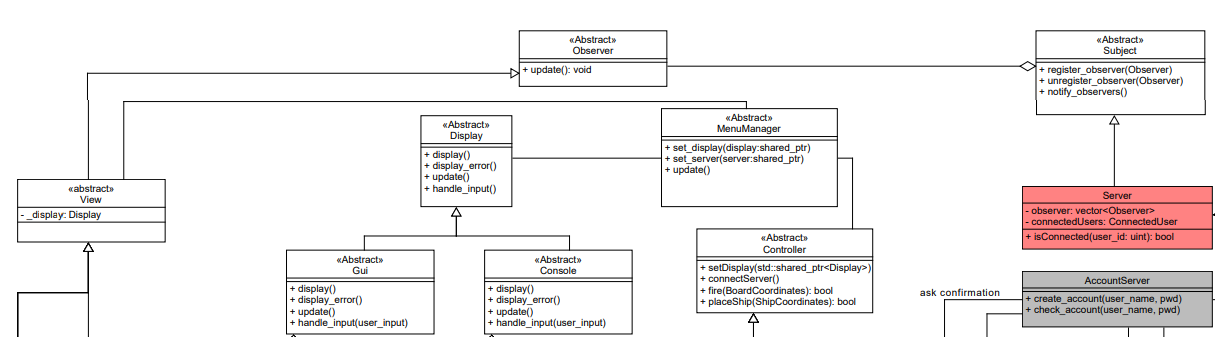 «Abstract»
Observer
+ update(): void
«Abstract»
Subject
+ register_observer(Observer)
+ unregister_observer(Observer)
+ notify_observers()
«Abstract»
Display
+ display()
+ display_error()
+ update()
+ handle_input()
«Abstract»
MenuManager
+ set_display(display:shared_ptr)
+ set_server(server:shared_ptr)
+ update()
«abstract»
View
- _display: Display
Server
- observer: vector<Observer>
- connectedUsers: ConnectedUser
+ isConnected(user_id: uint): bool
«Abstract»
Gui
+ display()
+ display_error()
+ update()
+ handle_input(user_input)
«Abstract»
Console
+ display()
+ display_error()
+ update()
+ handle_input(user_input)
«Abstract»
Controller
+ setDisplay(std::shared_ptr<Display>)
+ connectServer()
+ fire(BoardCoordinates): bool
+ placeShip(ShipCoordinates): bool
ask confirmation
AccountServer
+ create_account(user_name, pwd)
+ check_account(user_name, pwd)